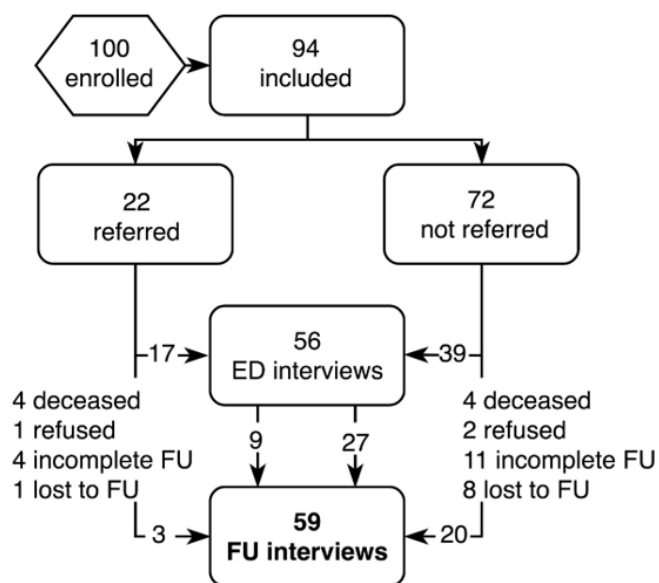 100
enrolled
94
included
22
referred
72
not referred
17
56
ED interviews
39
4 deceased
1 refused
4 incomplete FU
1 lost to FU
9
27
4 deceased
2 refused
11 incomplete FU
8 lost to FU
3
59
FU interviews
20